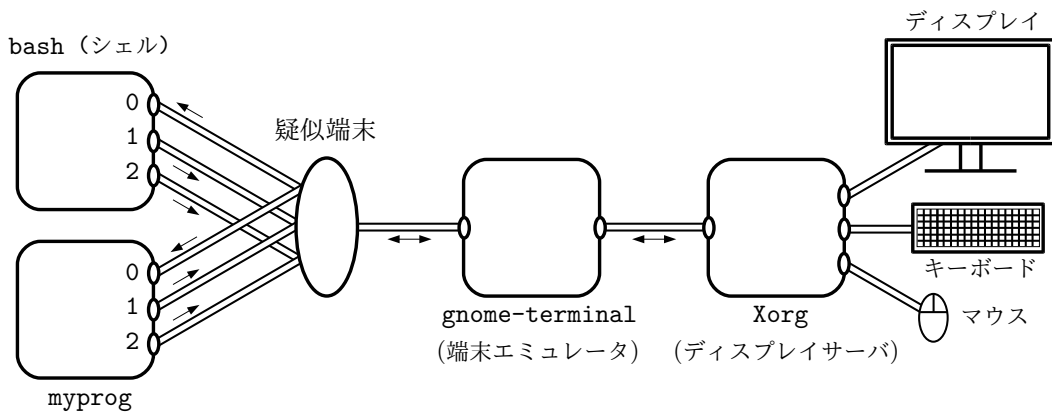 ディスプレイ
bash (シェル)
0
1
2
疑似端末
0
1
2
myprog
gnome-terminal
(端末エミュレータ)
Xorg
(ディスプレイサーバ)
キーボード
マウス